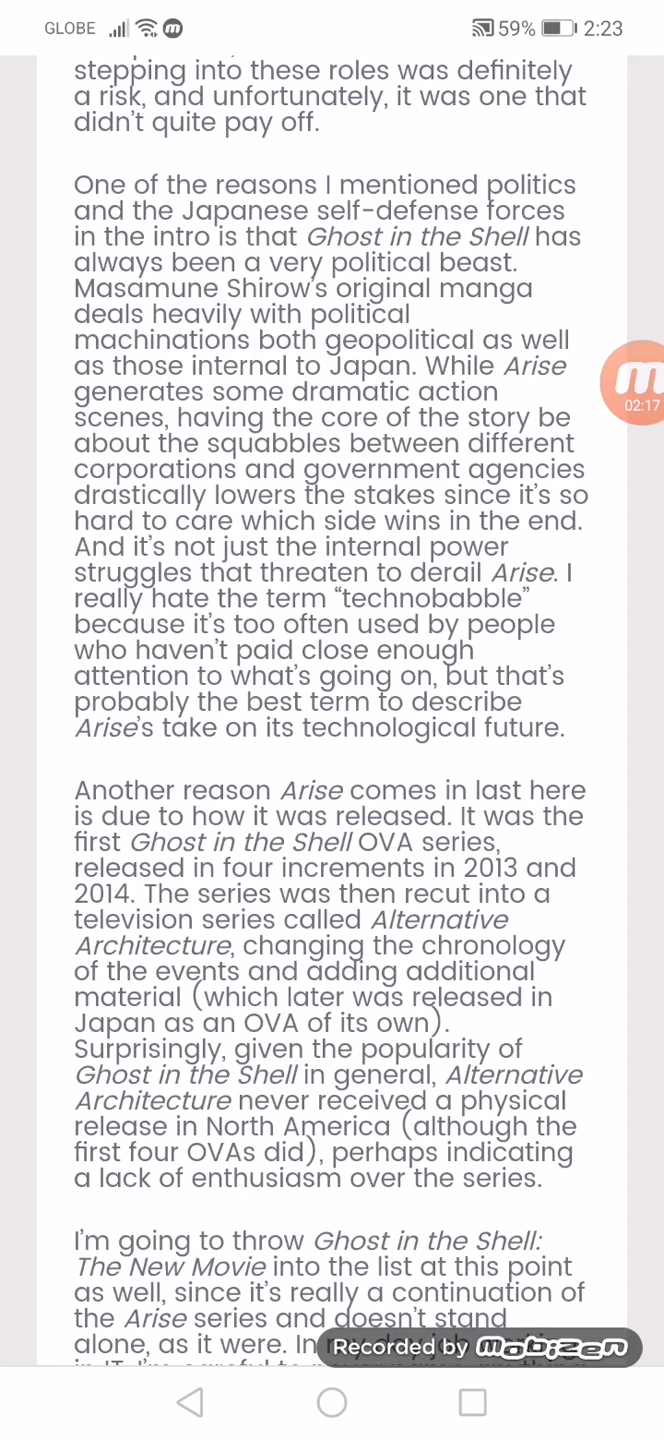 GLOBE 59% 2:23
stepping into these roles was definitely
a risk, and unfortunately, it was one that
didn't quite pay off.
One of the reasons I mentioned politics
and the Japanese self-defense forces
in the intro is that Ghost in the Shell has
always been a very political beast.
Masamune Shirow's original manga
deals heavily with political
machinations both geopolitical as well
as those internal to Japan. While Arise
generates some dramatic action
scenes, having the core of the story be
about the squabbles between different
corporations and government agencies
drastically lowers the stakes since it's so
hard to care which side wins in the end.
And it's not just the internal power
struggles that threaten to derail Arise. I
really hate the term “technobabble”
because it's too often used by people
who haven't paid close enough
attention to what's going on, but that's
probably the best term to describe
Arise's take on its technological future.
02:17
Another reason Arise comes in last here
is due to how it was released. It was the
first Ghost in the Shell OVA series,
released in four increments in 2013 and
2014. The series was then recut into a
television series called Alternative
Architecture, changing the chronology
of the events and adding additional
material (which later was released in
Japan as an OVA of its own).
Surprisingly, given the popularity of
Ghost in the Shell in general, Alternative
Architecture never received a physical
release in North America (although the
first four OVAs did), perhaps indicating
a lack of enthusiasm over the series.
I'm going to throw Ghost in the Shell:
The New Movie into the list at this point
as well, since it's really a continuation of
the Arise series and doesn't stand
alone, as it were. In my day job
Recorded by mobizen